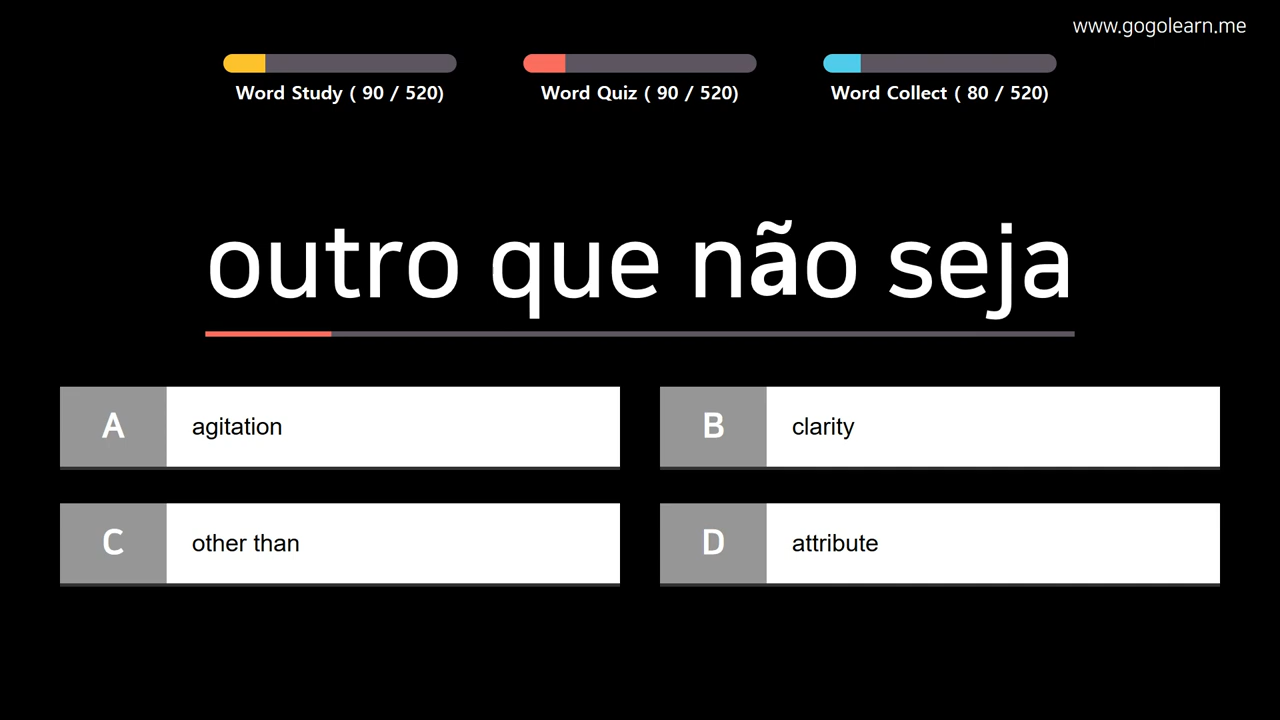 www.gogolearn.me
Word Study ( 90 / 520)
Word Quiz ( 90 / 520)
Word Collect ( 80 / 520)
outro que não seja
A agitation
B clarity
C other than
D attribute